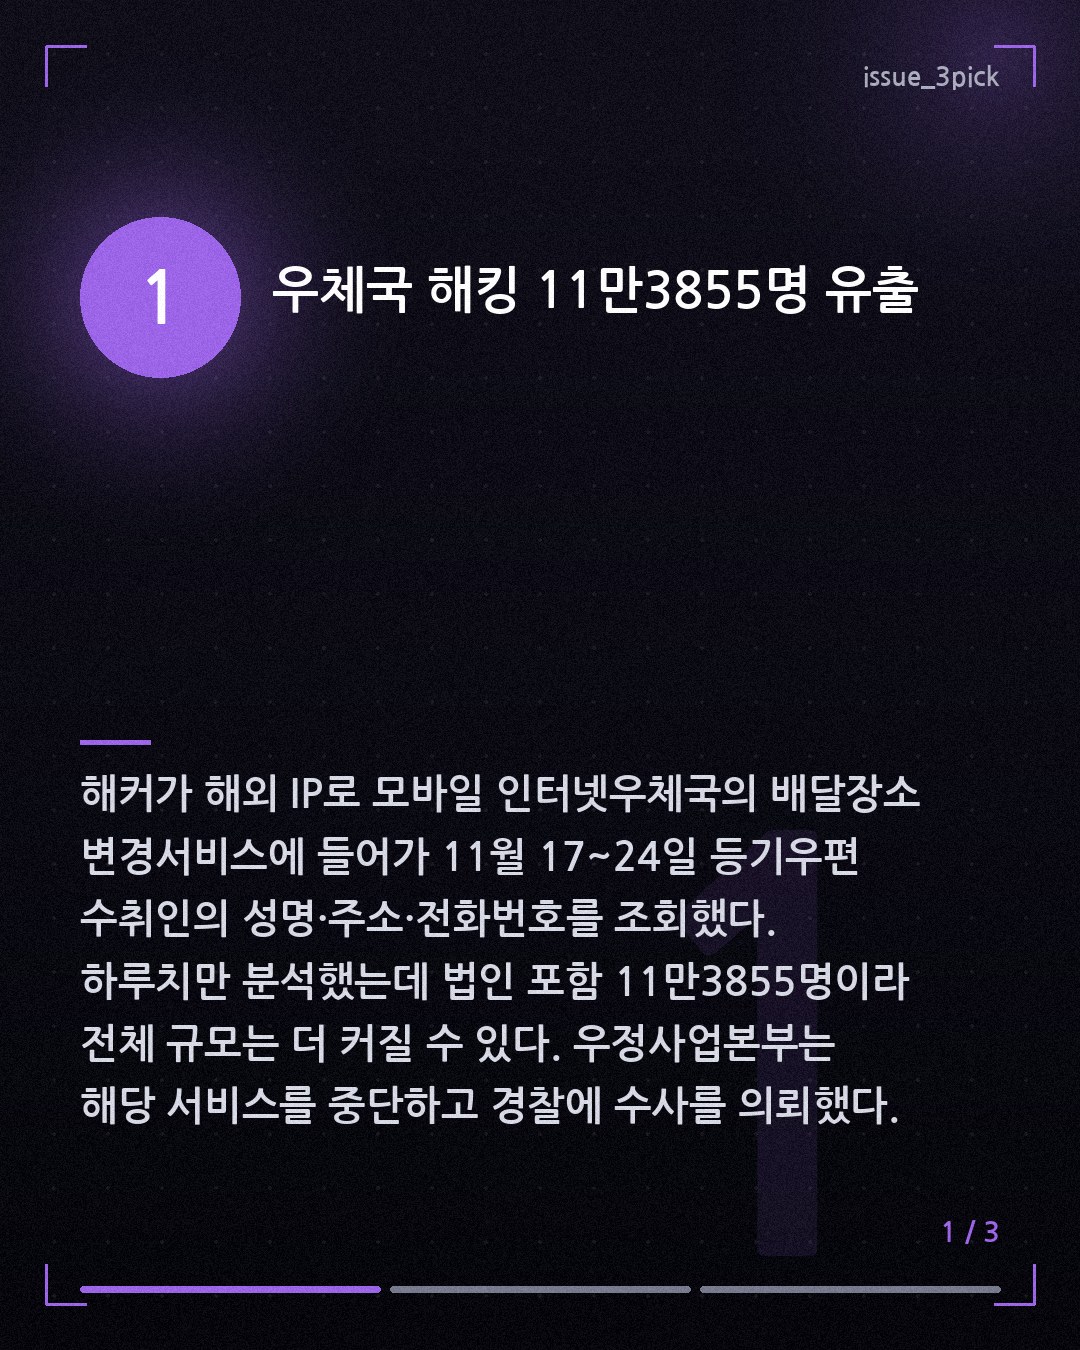 issue_3pick
1
우체국 해킹 11만3855명 유출
해커가 해외 IP로 모바일 인터넷우체국의 배달장소
변경서비스에 들어가 11월 17~24일 등기우편
수취인의 성명·주소·전화번호를 조회했다.
하루치만 분석했는데 법인 포함 11만3855명이라
전체 규모는 더 커질 수 있다. 우정사업본부는
해당 서비스를 중단하고 경찰에 수사를 의뢰했다.
1
1 / 3